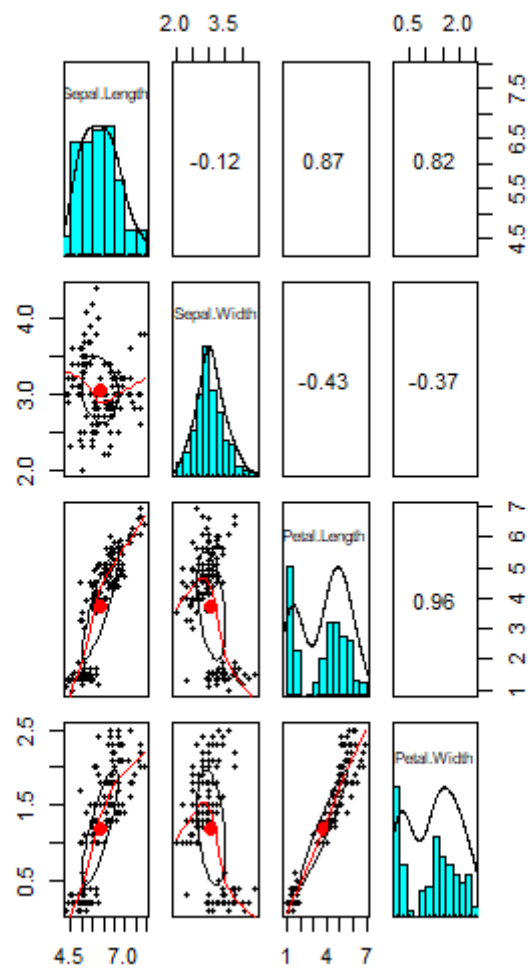 2.0 3.5 0.5 2.0
Sepal.Length
-0.12 0.87 0.82
4.5 5.5 6.5 7.5
Sepal.Width
2.0 3.0 4.0
-0.43 -0.37
Petal.Length
0.96
1 2 3 4 5 6 7
Petal.Width
0.5 1.5 2.5
4.5 7.0 1 4 7